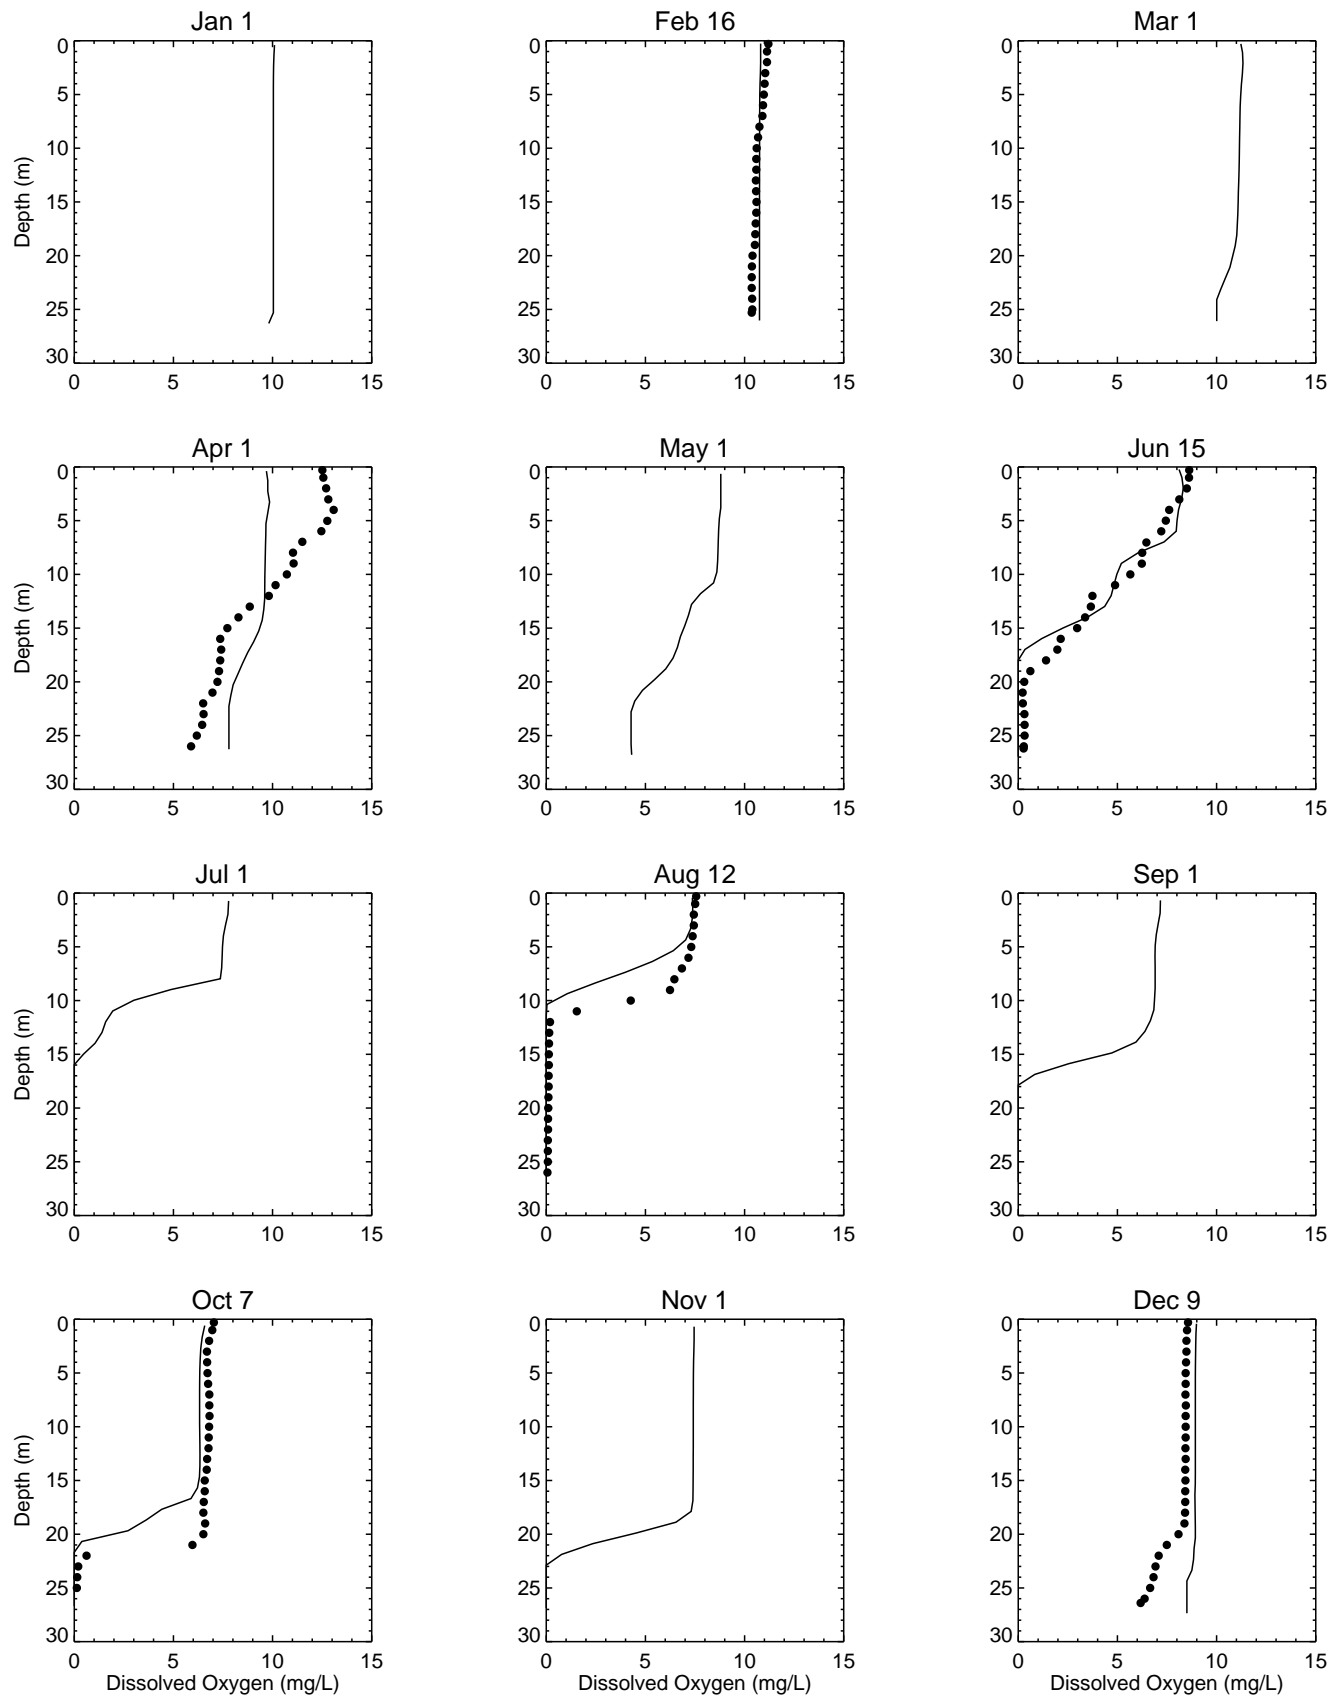 Jan 1 Feb 16 Mar 1
0 0 0
5 5 5
10 10 10
15 15 15
20 20 20
25 25 25
30 30 30
Depth (m)
0 5 10 15 0 5 10 15 0 5 10 15
Apr 1 May 1 Jun 15
0 0 0
5 5 5
10 10 10
15 15 15
20 20 20
25 25 25
30 30 30
Depth (m)
0 5 10 15 0 5 10 15 0 5 10 15
Jul 1 Aug 12 Sep 1
0 0 0
5 5 5
10 10 10
15 15 15
20 20 20
25 25 25
30 30 30
Depth (m)
0 5 10 15 0 5 10 15 0 5 10 15
Oct 7 Nov 1 Dec 9
0 0 0
5 5 5
10 10 10
15 15 15
20 20 20
25 25 25
30 30 30
Depth (m)
0 5 10 15 0 5 10 15 0 5 10 15
Dissolved Oxygen (mg/L) Dissolved Oxygen (mg/L) Dissolved Oxygen (mg/L)